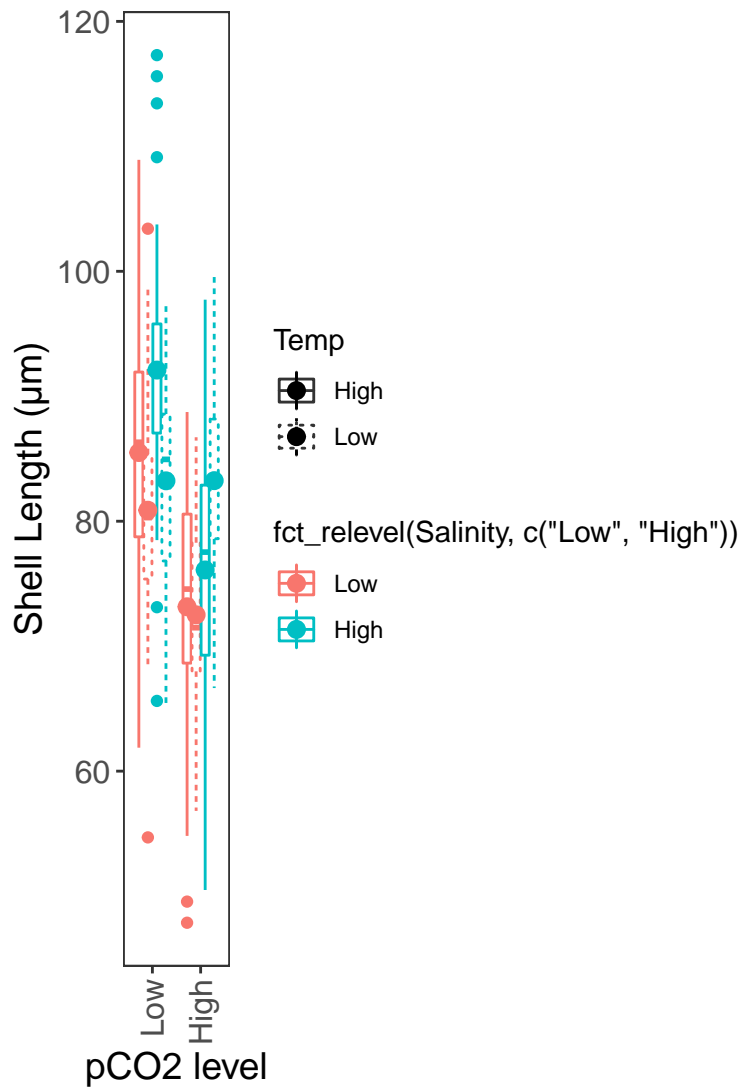 120
100
80
60
Shell Length (µm)
Low
High
pCO2 level
Temp
High
Low
fct_relevel(Salinity, c("Low", "High"))
Low
High